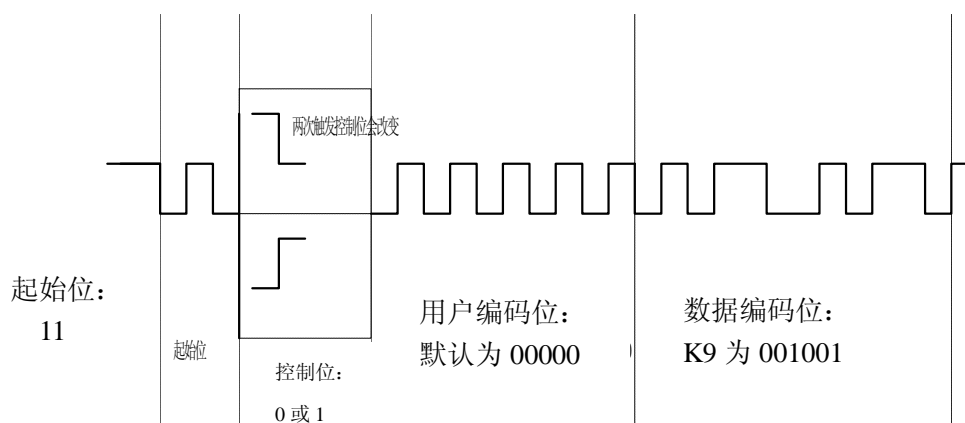 两次触发控制位会改变
起始位：
11
起始位
控制位：
0 或 1
用户编码位：
默认为 00000
数据编码位：
K9 为 001001